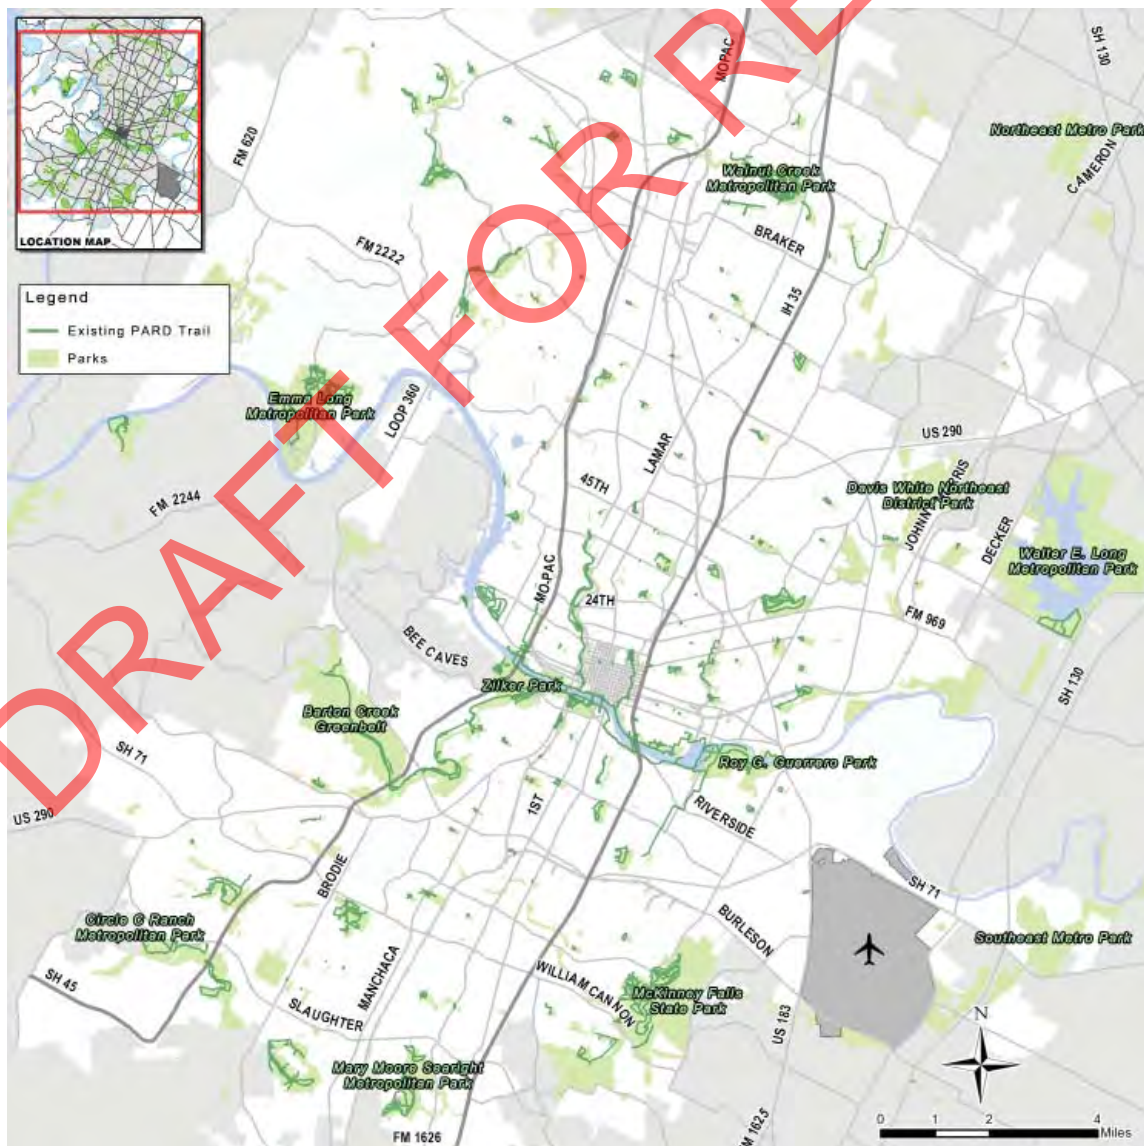 DRAFT FOR RE
MOPAC
SH 130
FM 620
Northeast Metro Park
CAMERON
Walnut Creek
Metropolitan Park
LOCATION MAP
FM 2222
BRAKER
Legend
Existing PARD Trail
Parks
IH 35
Emma Long
Metropolitan Park
LOOP 360
US 290
LAMAR
45TH
Davis White Northeast
District Park
JOHNNY MORRIS
FM 2244
DECKER
Walter E. Long
Metropolitan Park
MO-PAC
24TH
FM 969
BEE CAVES
Zilker Park
SH 130
Barton Creek
Greenbelt
SH 71
Roy G. Guerrero Park
US 290
1ST
RIVERSIDE
BRODIE
SH 71
Circle C Ranch
Metropolitan Park
BURLESON
Southeast Metro Park
SH 45
MANCHACA
WILLIAM CANNON
McKinney Falls
State Park
SLAUGHTER
US 183
N
Mary Moore Searight
Metropolitan Park
FM 1626
M 1625
0 1 2 4
Miles